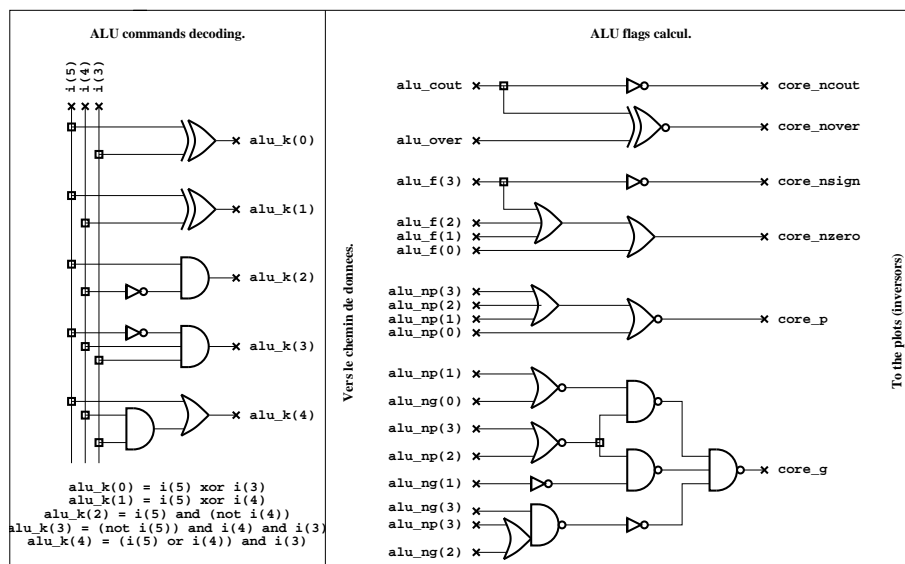 ALU commands decoding.
i(5)
i(4)
i(3)
alu_k(0)
alu_k(1)
alu_k(2)
alu_k(3)
alu_k(4)
alu_k(0) = i(5) xor i(3)
alu_k(1) = i(5) xor i(4)
alu_k(2) = i(5) and (not i(4))
alu_k(3) = (not i(5)) and i(4) and i(3)
alu_k(4) = (i(5) or i(4)) and i(3)
Vers le chemin de donnees.
ALU flags calcul.
alu_cout
core_ncout
core_nover
alu_over
alu_f(3)
core_nsign
alu_f(2)
alu_f(1)
core_nzero
alu_f(0)
alu_np(3)
alu_np(2)
alu_np(1)
core_p
alu_np(0)
alu_np(1)
alu_ng(0)
alu_np(3)
alu_np(2)
core_g
alu_ng(1)
alu_ng(3)
alu_np(3)
alu_ng(2)
To the plots (inversors)